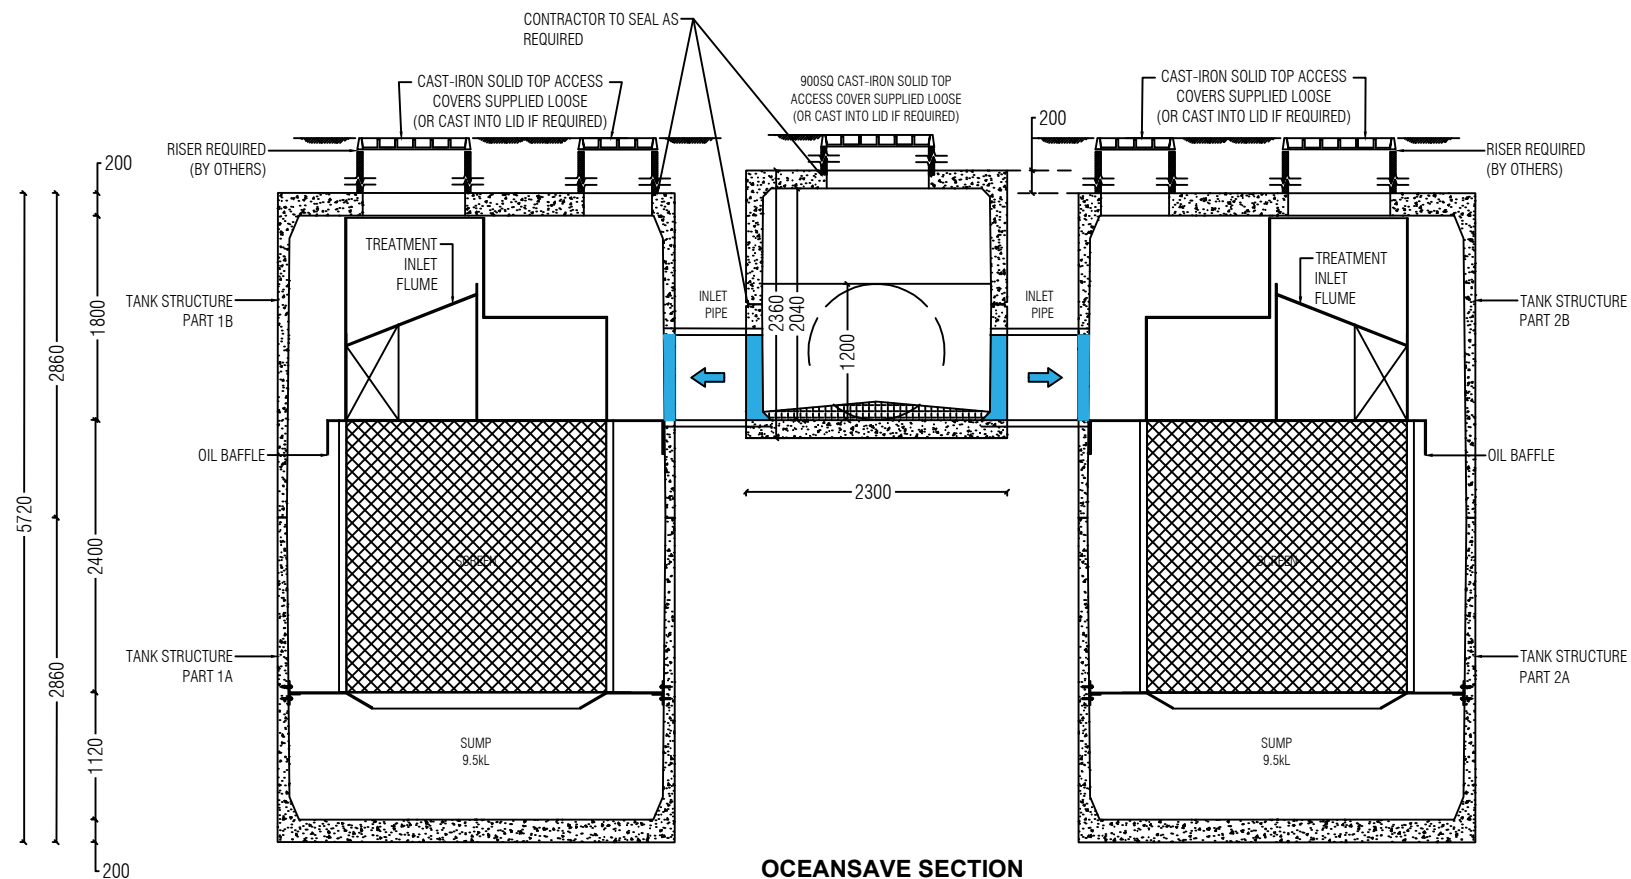 CONTRACTOR TO SEAL AS
REQUIRED
CAST-IRON SOLID TOP ACCESS
COVERS SUPPLIED LOOSE
(OR CAST INTO LID IF REQUIRED)
900SQ CAST-IRON SOLID TOP
ACCESS COVER SUPPLIED LOOSE
(OR CAST INTO LID IF REQUIRED)
CAST-IRON SOLID TOP ACCESS
COVERS SUPPLIED LOOSE
(OR CAST INTO LID IF REQUIRED)
200
RISER REQUIRED
(BY OTHERS)
RISER REQUIRED
(BY OTHERS)
200
TREATMENT
INLET
FLUME
TREATMENT
INLET
FLUME
TANK STRUCTURE
PART 1B
INLET
PIPE
INLET
PIPE
TANK STRUCTURE
PART 2B
1800
2860
2360
2040
1200
OIL BAFFLE
OIL BAFFLE
2300
5720
2400
SCREEN
SCREEN
TANK STRUCTURE
PART 1A
TANK STRUCTURE
PART 2A
2860
1120
SUMP
9.5kL
SUMP
9.5kL
200
OCEANSAVE SECTION